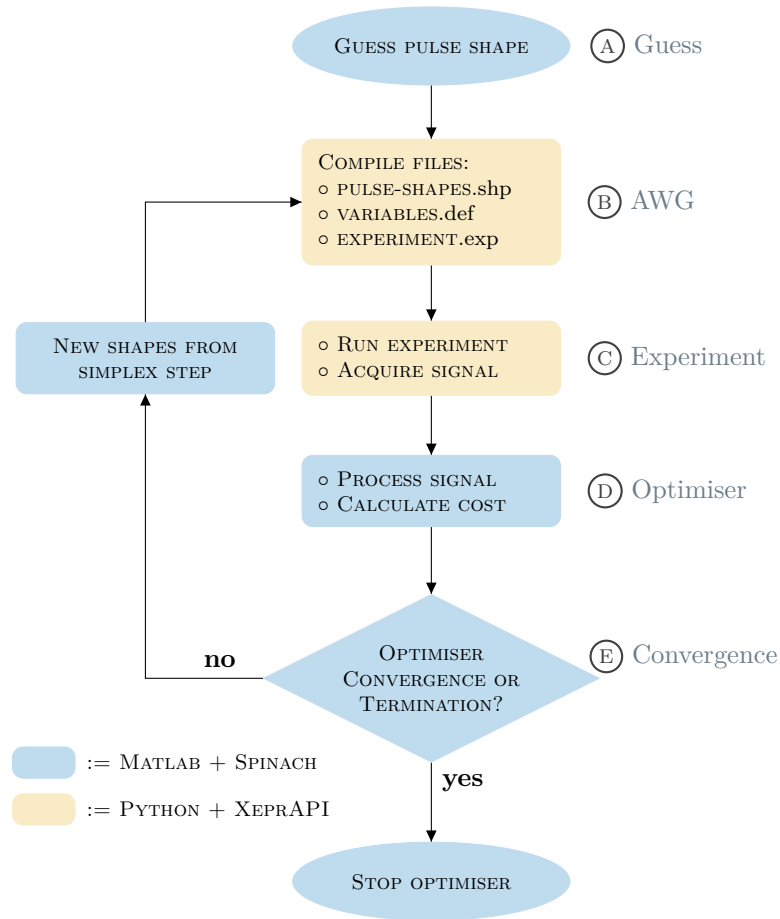 Guess pulse shape
A Guess
Compile files:
○ pulse-shapes.shp
○ variables.def
○ experiment.exp
B AWG
New shapes from
simplex step
○ Run experiment
○ Acquire signal
C Experiment
○ Process signal
○ Calculate cost
D Optimiser
no
Optimiser
Convergence or
Termination?
E Convergence
:= Matlab + Spinach
yes
:= Python + XeprAPI
Stop optimiser